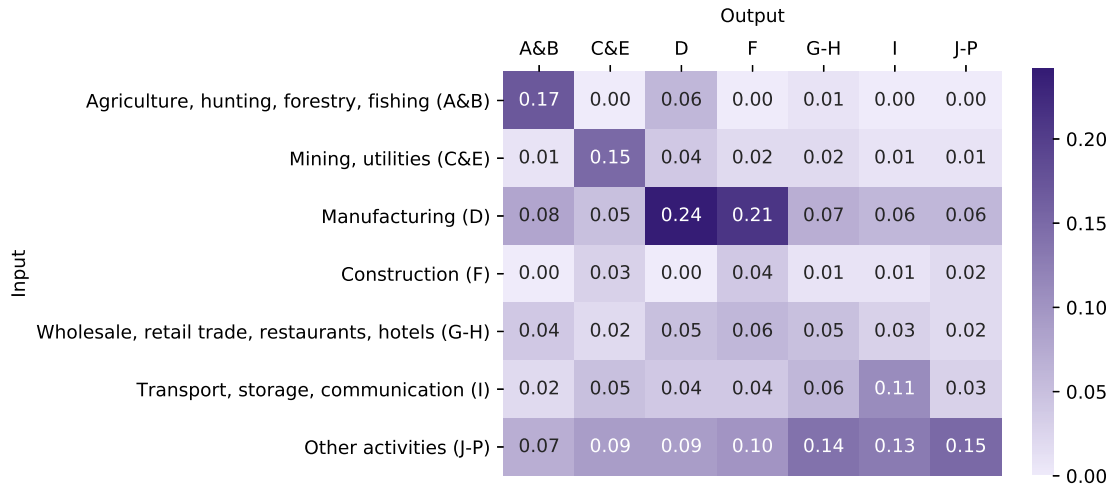 Output
A&B C&E D F G-H I J-P
Input
Agriculture, hunting, forestry, fishing (A&B) 0.17 0.00 0.06 0.00 0.01 0.00 0.00
Mining, utilities (C&E) 0.01 0.15 0.04 0.02 0.02 0.01 0.01
Manufacturing (D) 0.08 0.05 0.24 0.21 0.07 0.06 0.06
Construction (F) 0.00 0.03 0.00 0.04 0.01 0.01 0.02
Wholesale, retail trade, restaurants, hotels (G-H) 0.04 0.02 0.05 0.06 0.05 0.03 0.02
Transport, storage, communication (I) 0.02 0.05 0.04 0.04 0.06 0.11 0.03
Other activities (J-P) 0.07 0.09 0.09 0.10 0.14 0.13 0.15
0.20
0.15
0.10
0.05
0.00